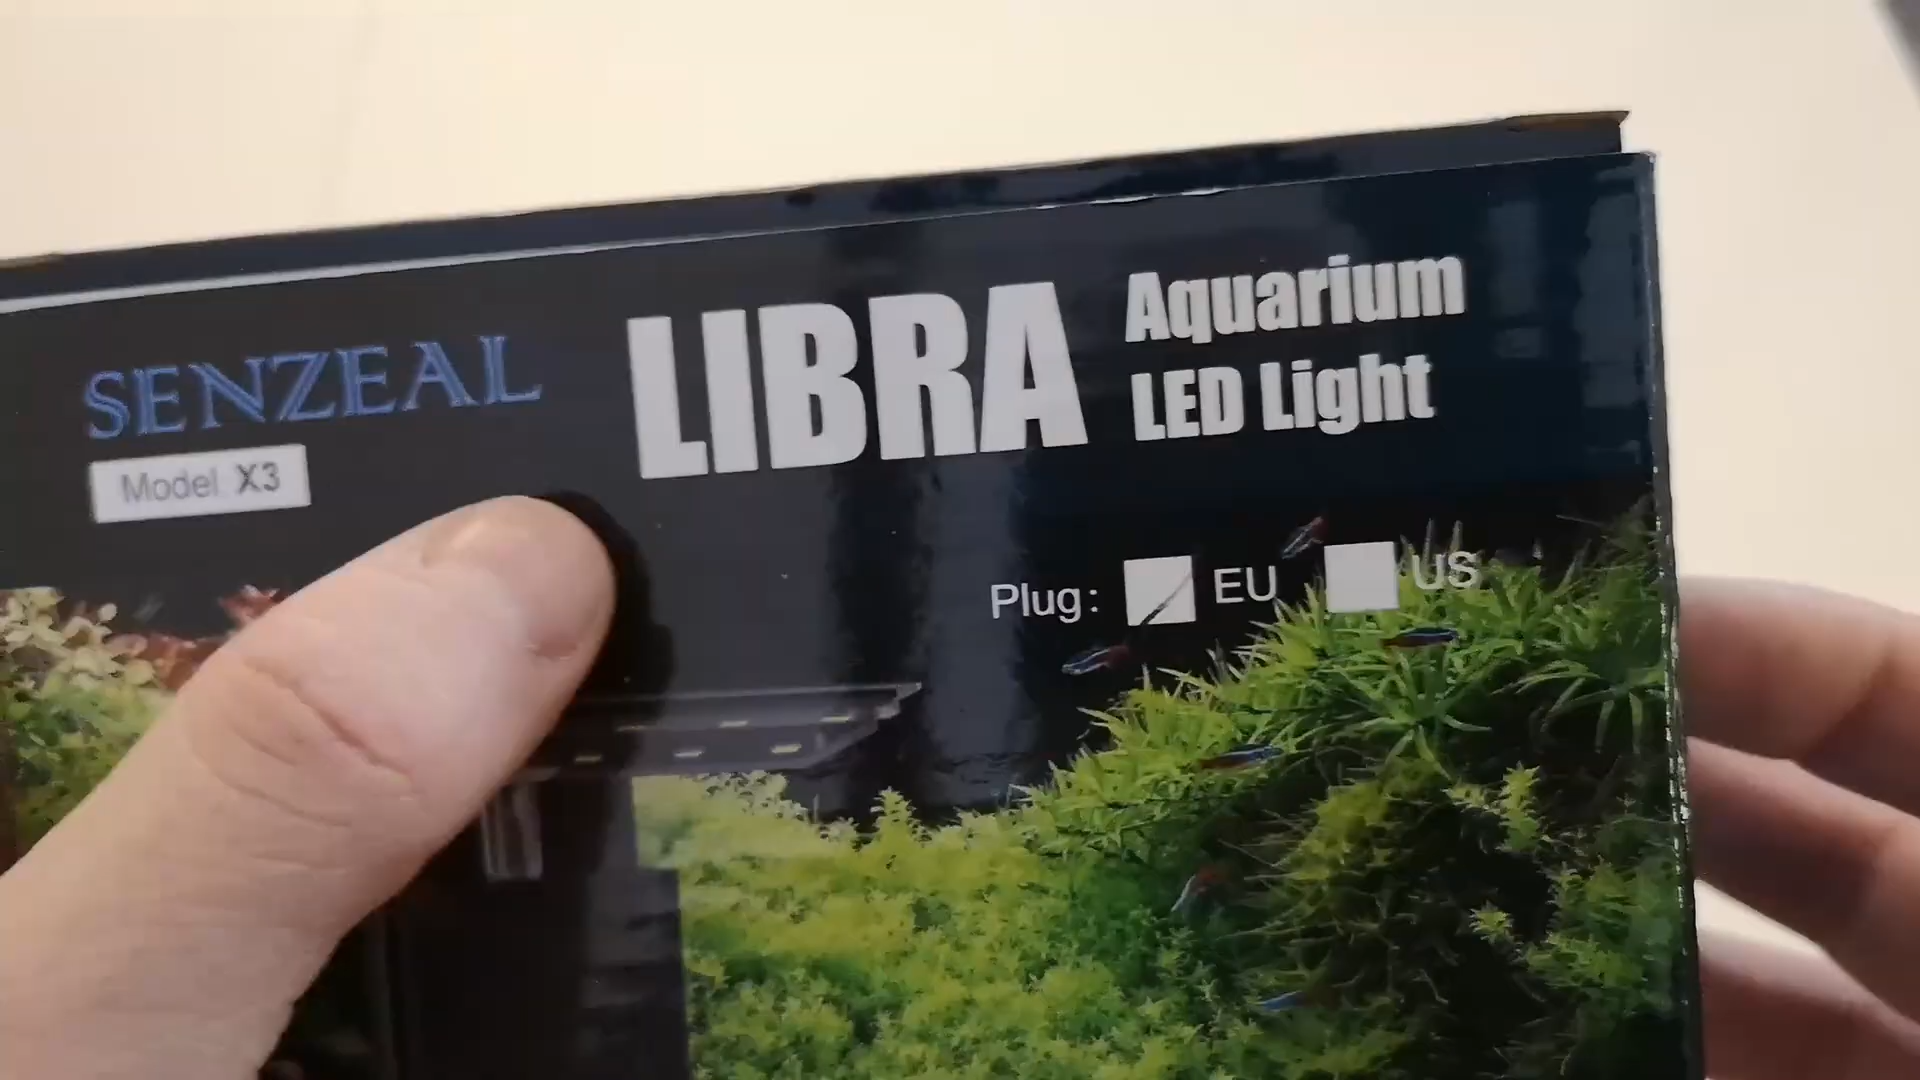 SENZEAL
Model X3
LIBRA
Aquarium
LED Light
Plug: EU US